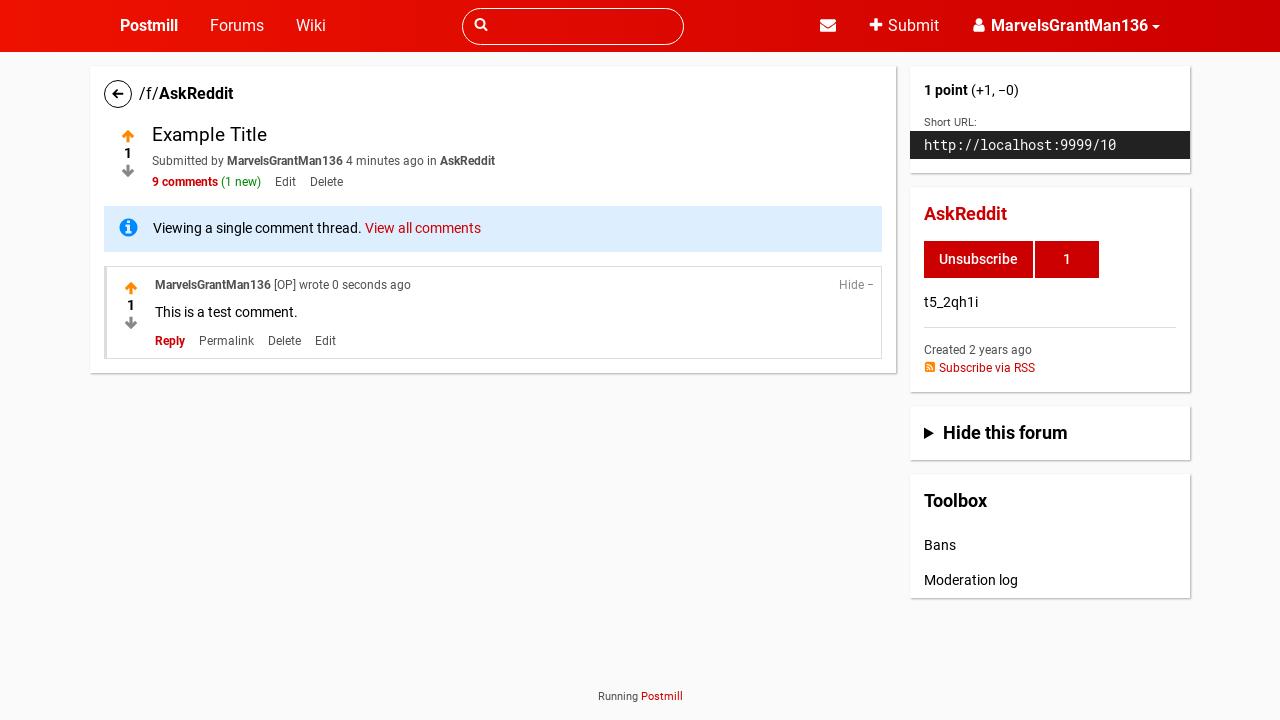 Postmill Forums Wiki Submit MarvelsGrantMan136
/f/AskReddit
Example Title
1
Submitted by MarvelsGrantMan136 4 minutes ago in AskReddit
9 comments (1 new) Edit Delete
Viewing a single comment thread. View all comments
MarvelsGrantMan136 [OP] wrote 0 seconds ago Hide −
1
This is a test comment.
Reply Permalink Delete Edit
1 point (+1, −0)
Short URL:
http://localhost:9999/10
AskReddit
Unsubscribe 1
t5_2qh1i
Created 2 years ago
Subscribe via RSS
Hide this forum
Toolbox
Bans
Moderation log
Running Postmill